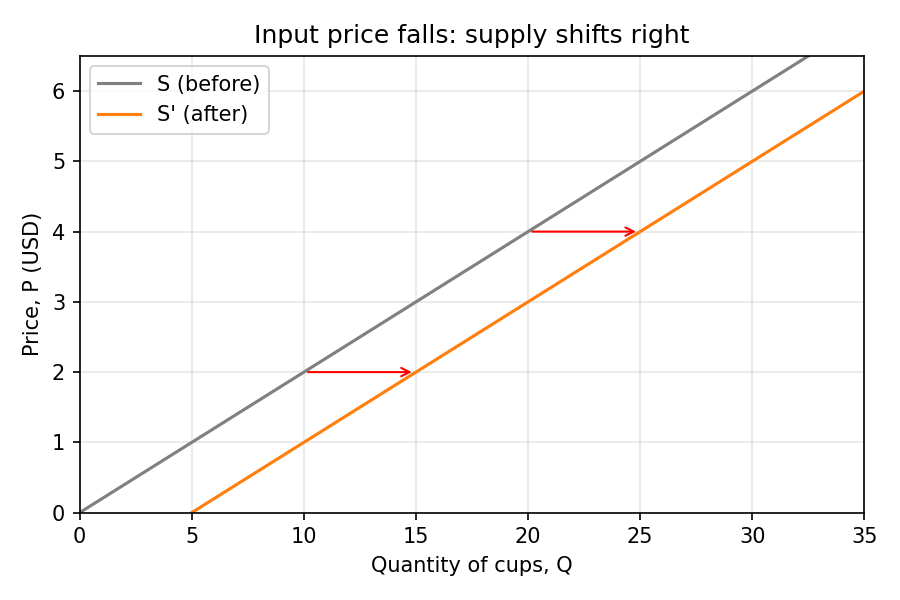 Input price falls: supply shifts right
S (before)
S' (after)
6
5
4
3
2
1
0
Price, P (USD)
0 5 10 15 20 25 30 35
Quantity of cups, Q